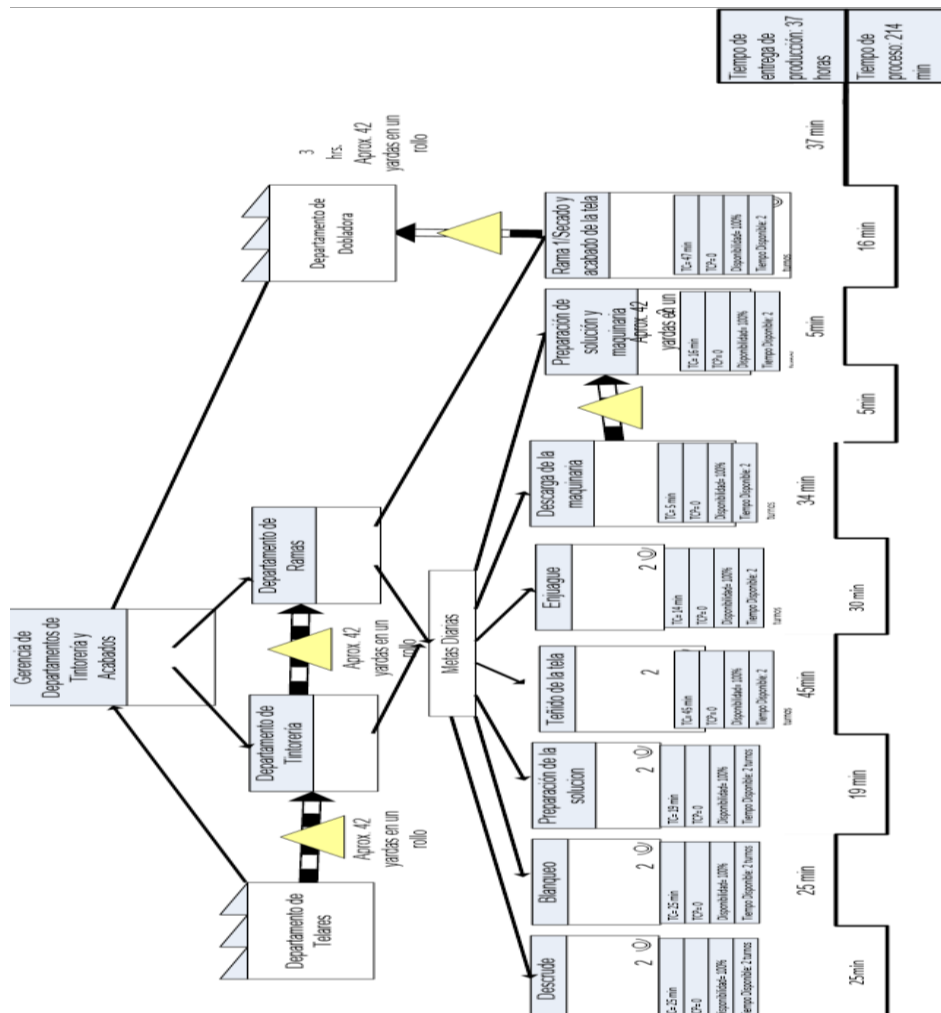 Gerencia de
Departamentos de
Tintorería y
Acabados
Departamento de
Telares
Aprox. 42
yardas en un
rollo
Departamento de
Tintorería
Aprox. 42
yardas en un
rollo
Departamento de
Ramas
Departamento de
Dobladora
3
hrs.
Aprox. 42
yardas en un
rollo
Metas Diarias
Descrude
2
TC= 25 min
TCP= 0
Disponibilidad= 100%
Tiempo Disponible: 2 turnos
Blanqueo
2
TC= 25 min
TCP= 0
Disponibilidad= 100%
Tiempo Disponible: 2 turnos
Preparación de la
solucion
2
TC= 19 min
TCP= 0
Disponibilidad= 100%
Tiempo Disponible: 2 turnos
Teñido de la tela
2
TC= 45 min
TCP= 0
Disponibilidad= 100%
Tiempo Disponible: 2
turnos
Enjuague
2
TC= 14 min
TCP= 0
Disponibilidad= 100%
Tiempo Disponible: 2
turnos
Descarga de la
maquinaria
TC= 5 min
TCP= 0
Disponibilidad= 100%
Tiempo Disponible: 2
turnos
Preparación de
solución y
maquinaria
Aprox. 42
yardas en un
TC= 16 min
TCP= 0
Disponibilidad= 100%
Tiempo Disponible: 2
Rama 1/Secado y
acabado de la tela
TC= 47 min
TCP= 0
Disponibilidad= 100%
Tiempo Disponible: 2
turnos
25min
25 min
19 min
45min
30 min
34 min
5min
5min
16 min
37 min
Tiempo de
entrega de
producción: 37
horas
Tiempo de
proceso: 214
min